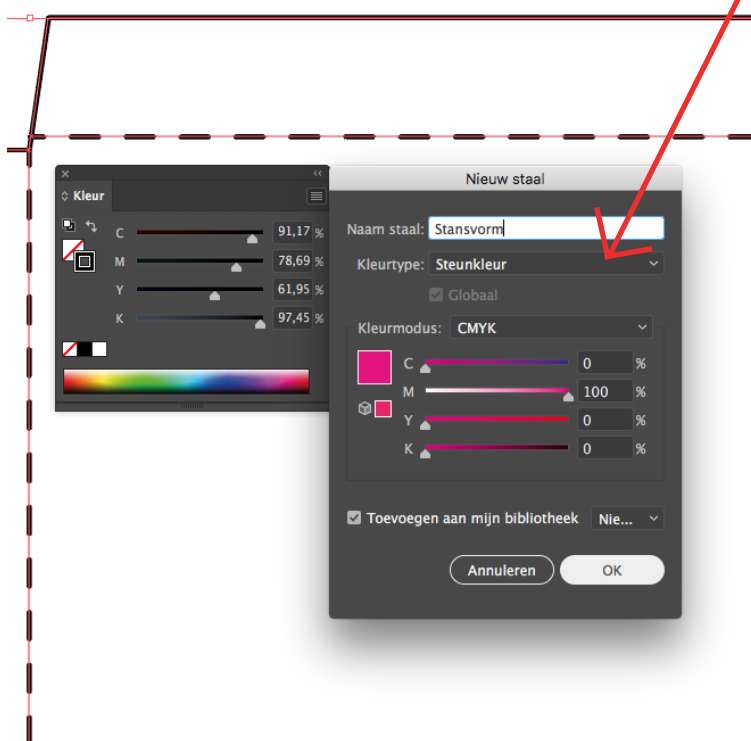 Kleur
C 91,17 %
M 78,69 %
Y 61,95 %
K 97,45 %
Nieuw staal
Naam staal: Stansvorm
Kleurtype: Steunkleur
Globaal
Kleurmodus: CMYK
C 0 %
M 100 %
Y 0 %
K 0 %
Toevoegen aan mijn bibliotheek Nie...
Annuleren OK